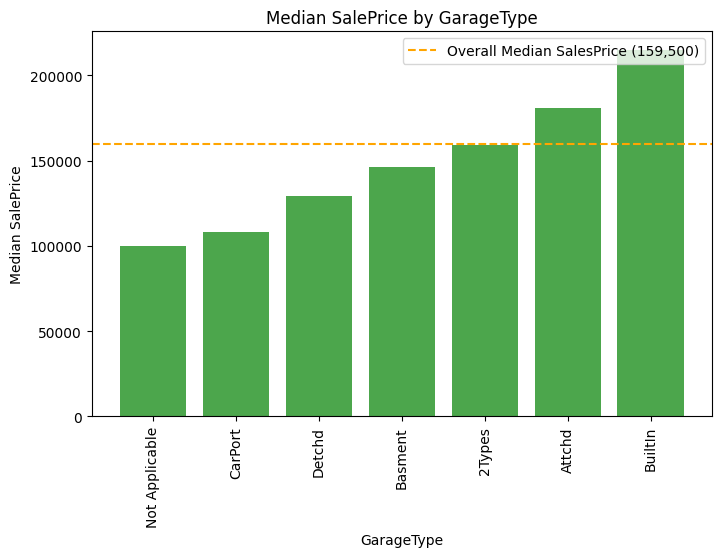 Median SalePrice by GarageType
Overall Median SalesPrice (159,500)
200000
150000
100000
50000
0
Median SalePrice
Not Applicable
CarPort
Detchd
Basment
2Types
Attchd
BuiltIn
GarageType